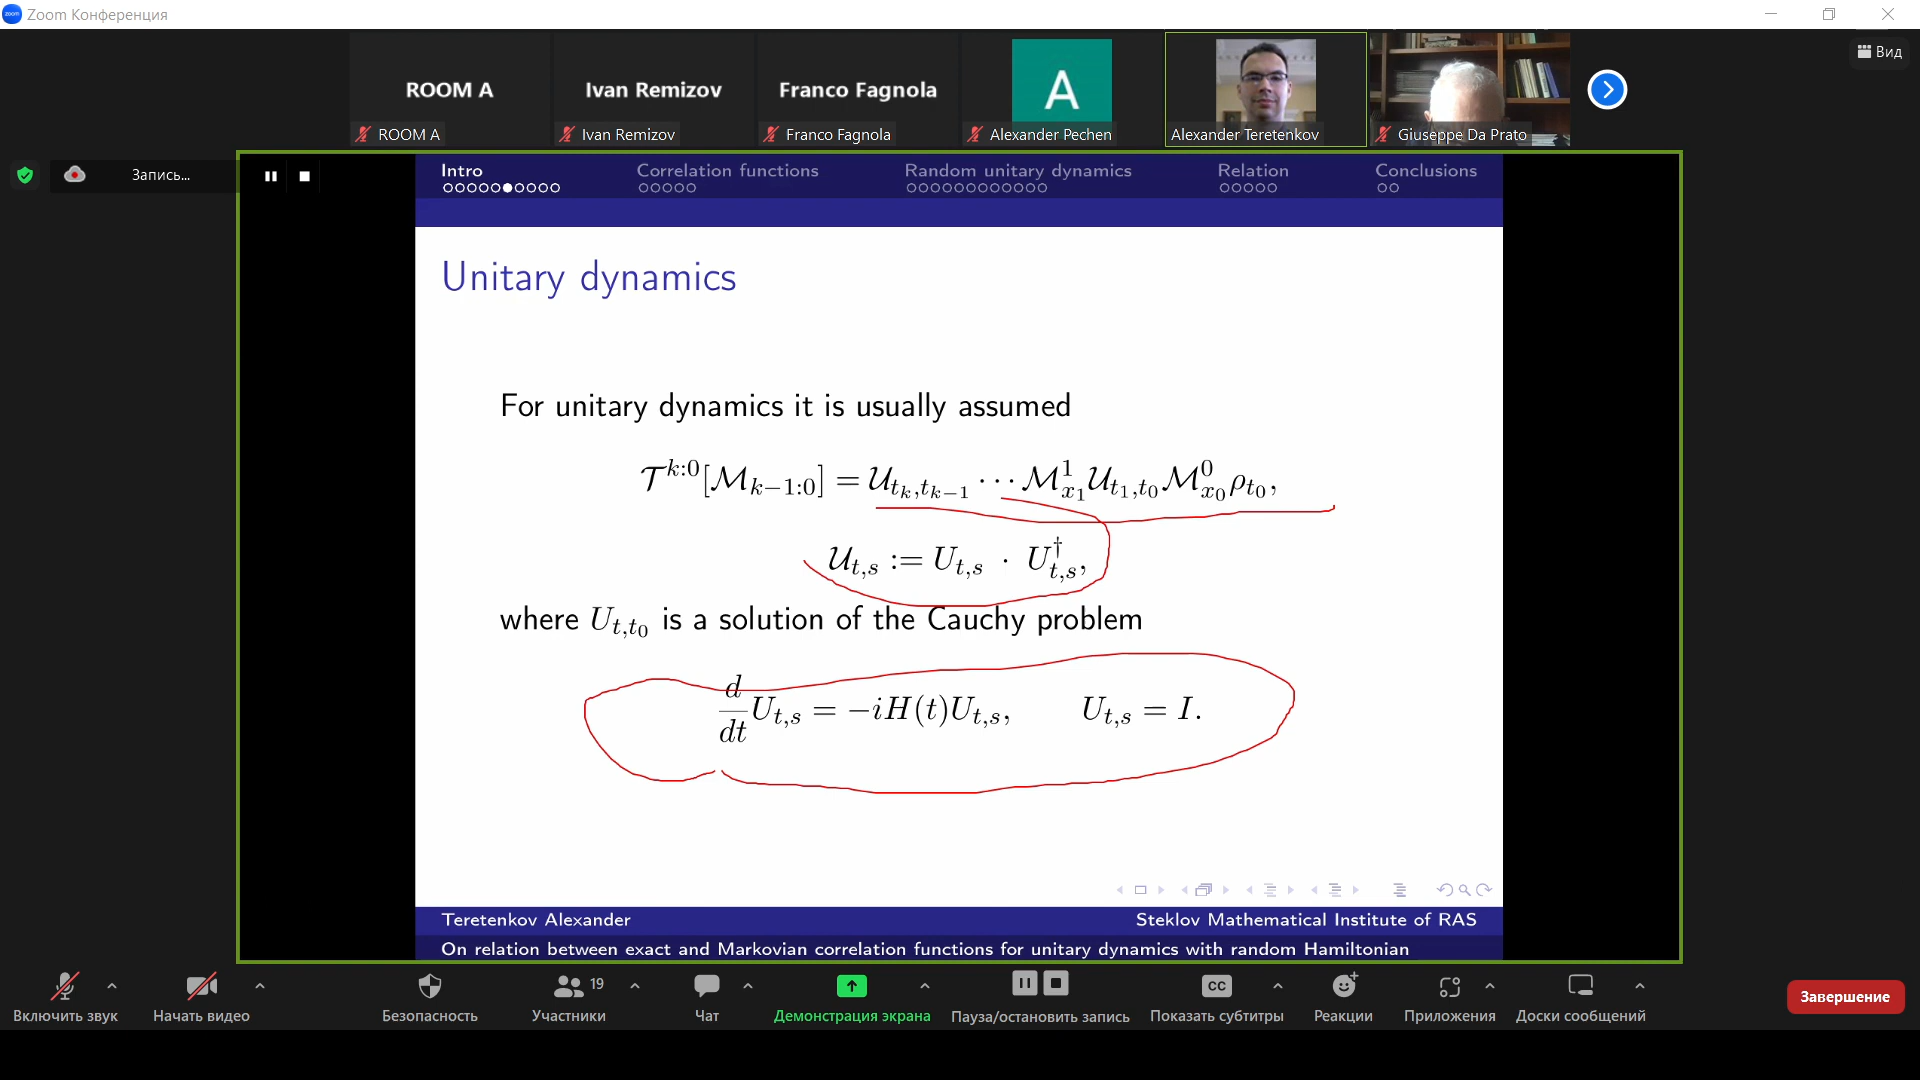 zoom Zoom Конференция
Вид
ROOM A
Ivan Remizov
Franco Fagnola
A
ROOM A
Ivan Remizov
Franco Fagnola
Alexander Pechen
Alexander Teretenkov
Giuseppe Da Prato
Запись...
Intro
Correlation functions
Random unitary dynamics
Relation
Conclusions
Unitary dynamics
For unitary dynamics it is usually assumed
𝒯^{k:0}[ℳ_{k−1:0}] = 𝒰_{t_k,t_{k−1}} ⋯ ℳ^1_{x_1} 𝒰_{t_1,t_0} ℳ^0_{x_0} ρ_{t_0},
𝒰_{t,s} := U_{t,s} · U^†_{t,s},
where U_{t,t_0} is a solution of the Cauchy problem
d/dt U_{t,s} = −iH(t)U_{t,s}, U_{t,s} = I.
Teretenkov Alexander
Steklov Mathematical Institute of RAS
On relation between exact and Markovian correlation functions for unitary dynamics with random Hamiltonian
19
CC
Включить звук
Начать видео
Безопасность
Участники
Чат
Демонстрация экрана
Пауза/остановить запись
Показать субтитры
Реакции
Приложения
Доски сообщений
Завершение